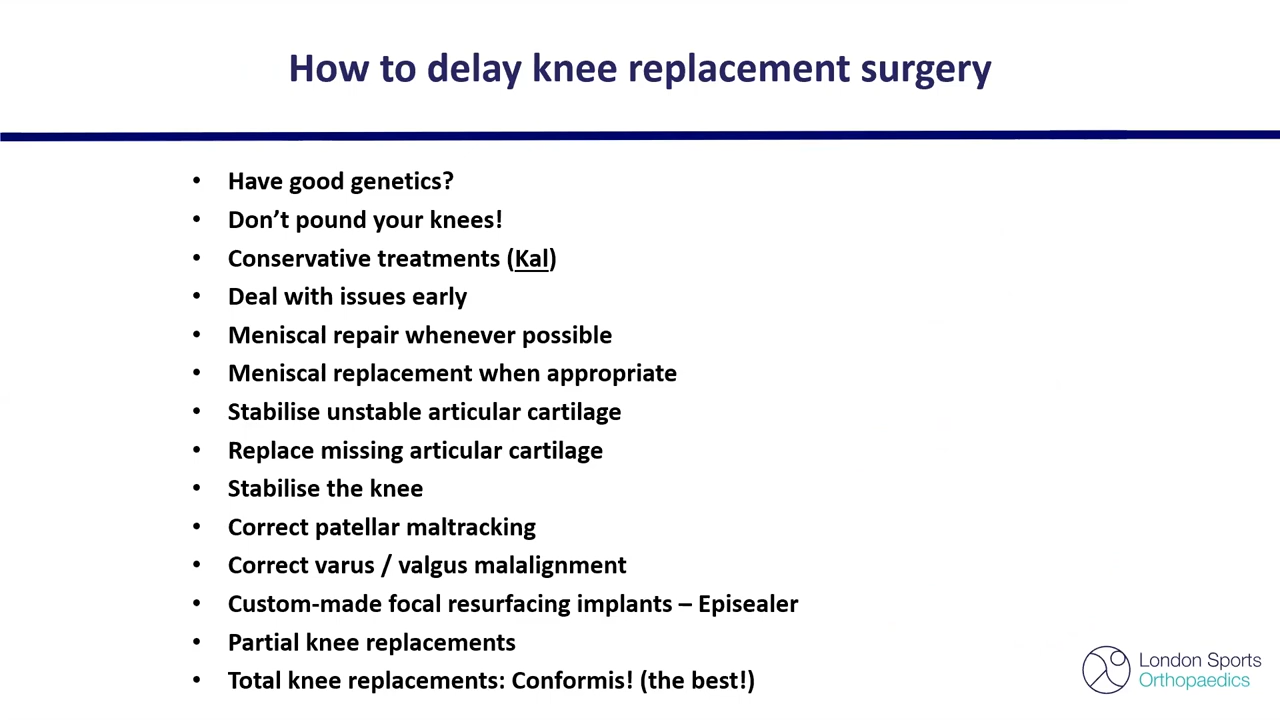 How to delay knee replacement surgery
• Have good genetics?
• Don’t pound your knees!
• Conservative treatments (Kal)
• Deal with issues early
• Meniscal repair whenever possible
• Meniscal replacement when appropriate
• Stabilise unstable articular cartilage
• Replace missing articular cartilage
• Stabilise the knee
• Correct patellar maltracking
• Correct varus / valgus malalignment
• Custom-made focal resurfacing implants – Episealer
• Partial knee replacements
• Total knee replacements: Conformis! (the best!)
London Sports
Orthopaedics